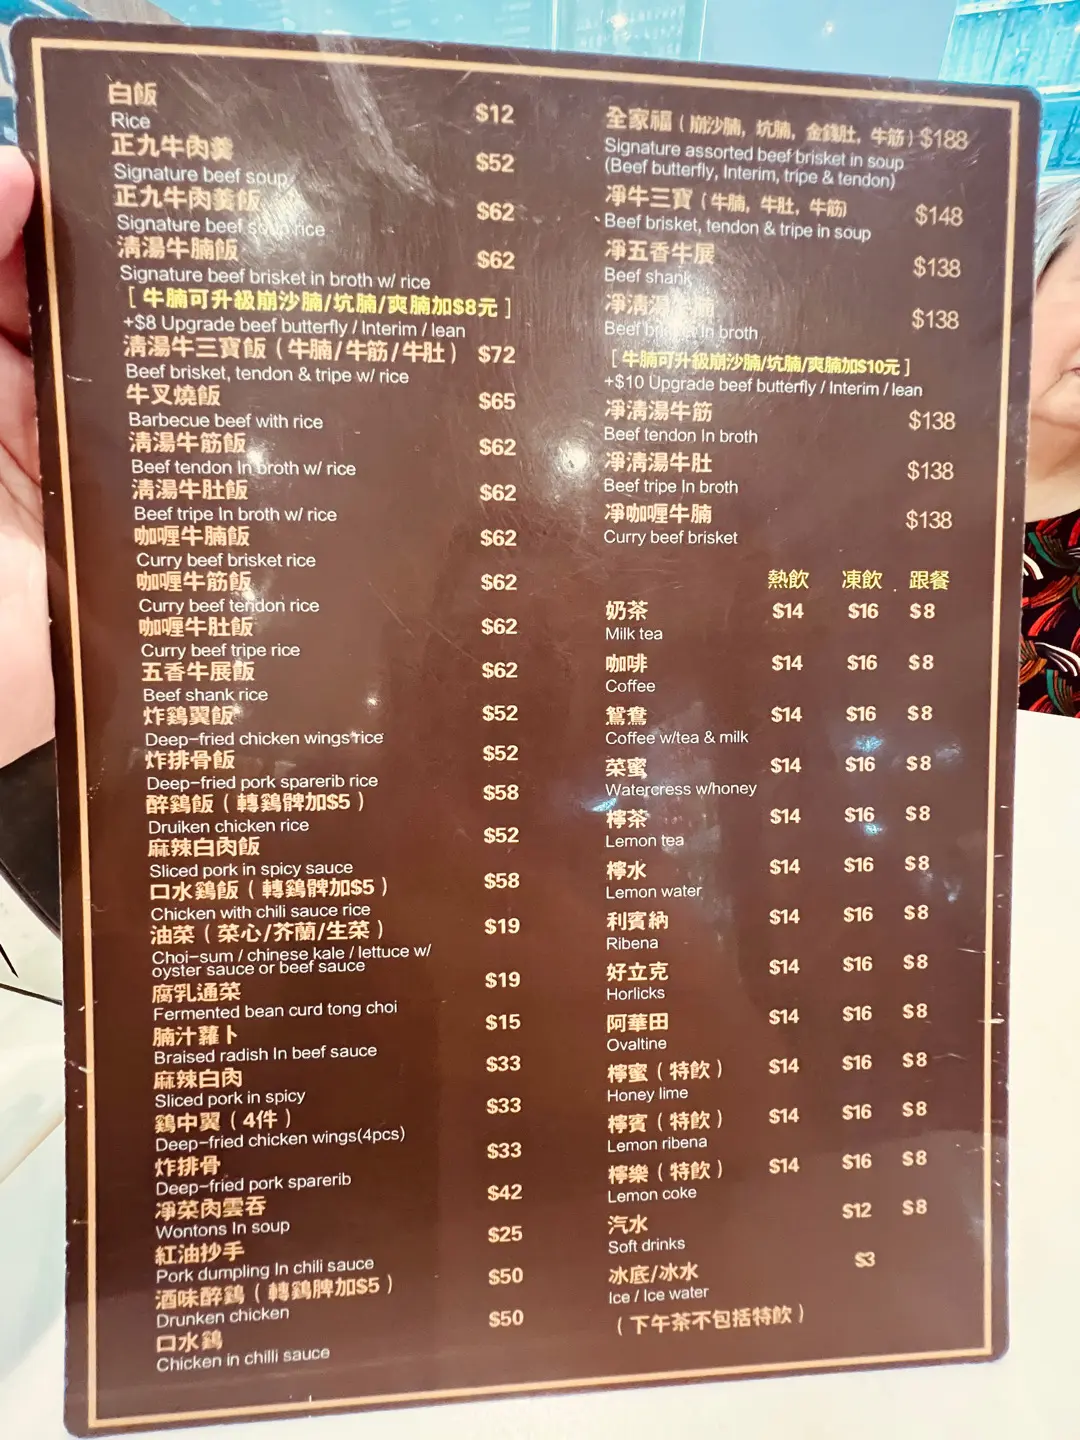 白飯 $12
Rice
正九牛肉羹 $52
Signature beef soup
正九牛肉羹飯 $62
Signature beef soup rice
清湯牛腩飯 $62
Signature beef brisket in broth w/ rice
[ 牛腩可升級崩沙腩/坑腩/爽腩加$8元 ]
+$8 Upgrade beef butterfly / Interim / lean
清湯牛三寶飯（牛腩/牛筋/牛肚） $72
Beef brisket, tendon & tripe w/ rice
牛叉燒飯 $65
Barbecue beef with rice
清湯牛筋飯 $62
Beef tendon In broth w/ rice
清湯牛肚飯 $62
Beef tripe In broth w/ rice
咖喱牛腩飯 $62
Curry beef brisket rice
咖喱牛筋飯 $62
Curry beef tendon rice
咖喱牛肚飯 $62
Curry beef tripe rice
五香牛展飯 $62
Beef shank rice
炸鷄翼飯 $52
Deep-fried chicken wings rice
炸排骨飯 $52
Deep-fried pork sparerib rice
醉鷄飯（轉鷄髀加$5） $58
Druiken chicken rice
麻辣白肉飯 $52
Sliced pork in spicy sauce
口水鷄飯（轉鷄髀加$5） $58
Chicken with chili sauce rice
油菜（菜心/芥蘭/生菜） $19
Choi-sum / chinese kale / lettuce w/
oyster sauce or beef sauce
腐乳通菜 $19
Fermented bean curd tong choi
腩汁蘿卜 $15
Braised radish In beef sauce
麻辣白肉 $33
Sliced pork in spicy
鷄中翼（4件） $33
Deep-fried chicken wings(4pcs)
炸排骨 $33
Deep-fried pork sparerib
凈菜肉雲吞 $42
Wontons In soup
紅油抄手 $25
Pork dumpling In chili sauce
酒味醉鷄（轉鷄脾加$5） $50
Drunken chicken
口水鷄 $50
Chicken in chilli sauce
全家福（崩沙腩, 坑腩, 金錢肚, 牛筋）$188
Signature assorted beef brisket in soup
(Beef butterfly, Interim, tripe & tendon)
凈牛三寶（牛腩, 牛肚, 牛筋） $148
Beef brisket, tendon & tripe in soup
凈五香牛展 $138
Beef shank
凈清湯牛腩 $138
Beef brisket In broth
[ 牛腩可升級崩沙腩/坑腩/爽腩加$10元 ]
+$10 Upgrade beef butterfly / Interim / lean
凈清湯牛筋 $138
Beef tendon In broth
凈清湯牛肚 $138
Beef tripe In broth
凈咖喱牛腩 $138
Curry beef brisket
熱飲 凍飲 跟餐
奶茶 $14 $16 $8
Milk tea
咖啡 $14 $16 $8
Coffee
鴛鴦 $14 $16 $8
Coffee w/tea & milk
菜蜜 $14 $16 $8
Watercress w/honey
檸茶 $14 $16 $8
Lemon tea
檸水 $14 $16 $8
Lemon water
利賓納 $14 $16 $8
Ribena
好立克 $14 $16 $8
Horlicks
阿華田 $14 $16 $8
Ovaltine
檸蜜（特飲） $14 $16 $8
Honey lime
檸賓（特飲） $14 $16 $8
Lemon ribena
檸樂（特飲） $14 $16 $8
Lemon coke
汽水 $12 $8
Soft drinks
冰底/冰水 $3
Ice / Ice water
（下午茶不包括特飲）